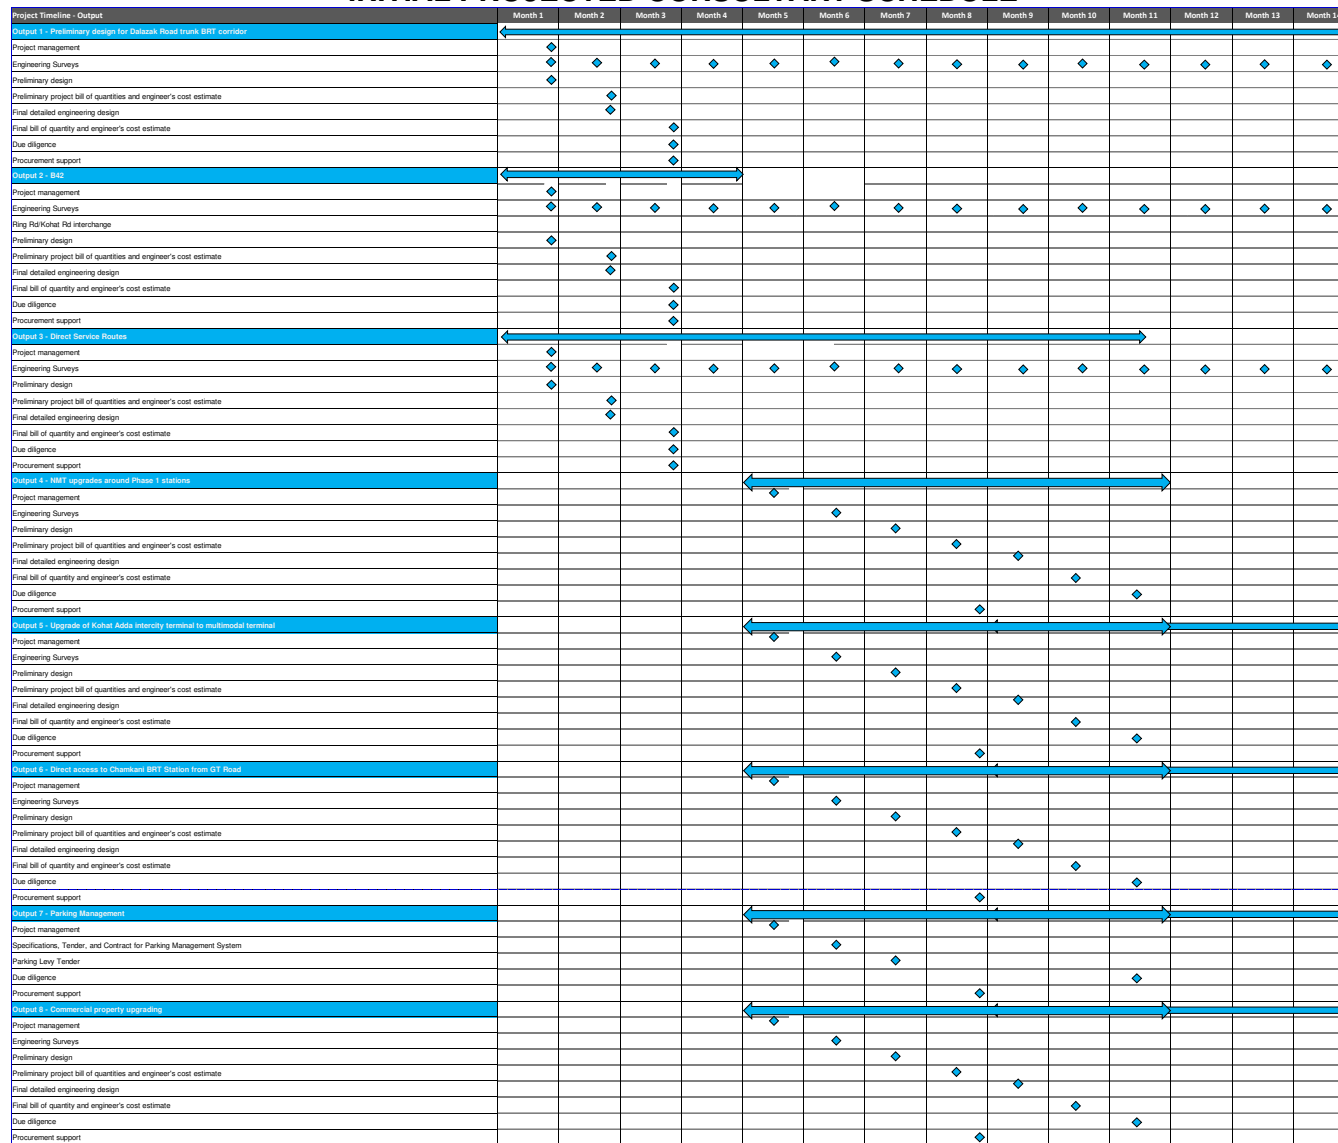 INITIAL PROJECTED CONSULTANT SCHEDULE
Project Timeline - Output Month 1 Month 2 Month 3 Month 4 Month 5 Month 6 Month 7 Month 8 Month 9 Month 10 Month 11 Month 12 Month 13 Month 14
Output 1 - Preliminary design for Dalazak Road trunk BRT corridor
Project management
Engineering Surveys
Preliminary design
Preliminary project bill of quantities and engineer's cost estimate
Final detailed engineering design
Final bill of quantity and engineer's cost estimate
Due diligence
Procurement support
Output 2 - B42
Project management
Engineering Surveys
Ring Rd/Kohat Rd interchange
Preliminary design
Preliminary project bill of quantities and engineer's cost estimate
Final detailed engineering design
Final bill of quantity and engineer's cost estimate
Due diligence
Procurement support
Output 3 - Direct Service Routes
Project management
Engineering Surveys
Preliminary design
Preliminary project bill of quantities and engineer's cost estimate
Final detailed engineering design
Final bill of quantity and engineer's cost estimate
Due diligence
Procurement support
Output 4 - NMT upgrades around Phase 1 stations
Project management
Engineering Surveys
Preliminary design
Preliminary project bill of quantities and engineer's cost estimate
Final detailed engineering design
Final bill of quantity and engineer's cost estimate
Due diligence
Procurement support
Output 5 - Upgrade of Kohat Adda intercity terminal to multimodal terminal
Project management
Engineering Surveys
Preliminary design
Preliminary project bill of quantities and engineer's cost estimate
Final detailed engineering design
Final bill of quantity and engineer's cost estimate
Due diligence
Procurement support
Output 6 - Direct access to Chamkani BRT Station from GT Road
Project management
Engineering Surveys
Preliminary design
Preliminary project bill of quantities and engineer's cost estimate
Final detailed engineering design
Final bill of quantity and engineer's cost estimate
Due diligence
Procurement support
Output 7 - Parking Management
Project management
Specifications, Tender, and Contract for Parking Management System
Parking Levy Tender
Due diligence
Procurement support
Output 8 - Commercial property upgrading
Project management
Engineering Surveys
Preliminary design
Preliminary project bill of quantities and engineer's cost estimate
Final detailed engineering design
Final bill of quantity and engineer's cost estimate
Due diligence
Procurement support